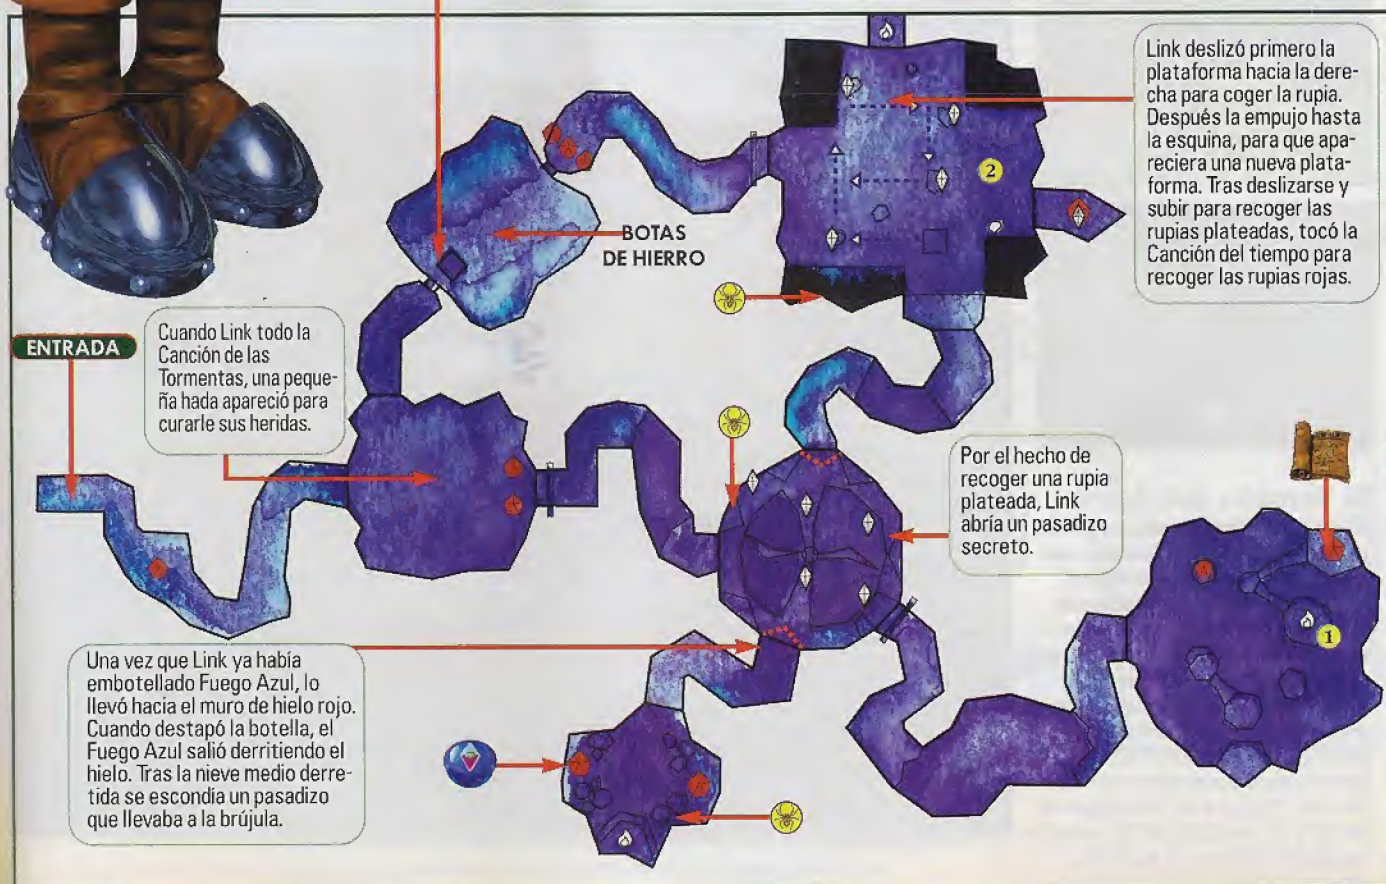 Link deslizó primero la
plataforma hacia la dere-
cha para coger la rupia.
Después la empujo hasta
la esquina, para que apa-
reciera una nueva plata-
forma. Tras deslizarse y
subir para recoger las
rupias plateadas, tocó la
Canción del tiempo para
recoger las rupias rojas.
2
BOTAS
DE HIERRO
ENTRADA
Cuando Link todo la
Canción de las
Tormentas, una peque-
ña hada apareció para
curarle sus heridas.
Por el hecho de
recoger una rupia
plateada, Link
abría un pasadizo
secreto.
1
Una vez que Link ya había
embotellado Fuego Azul, lo
llevó hacia el muro de hielo rojo.
Cuando destapó la botella, el
Fuego Azul salió derritiendo el
hielo. Tras la nieve medio derre-
tida se escondía un pasadizo
que llevaba a la brújula.